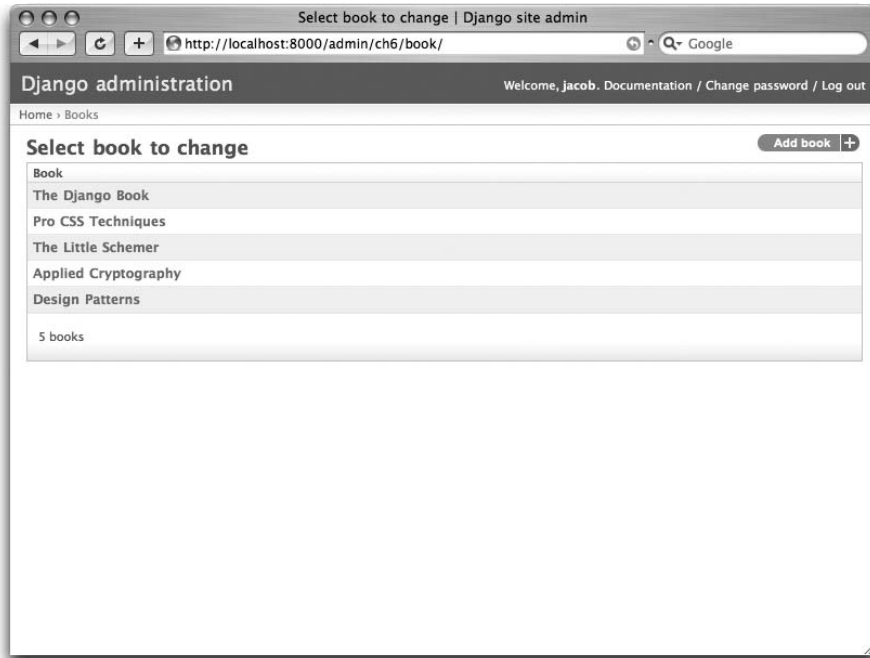 Select book to change | Django site admin
http://localhost:8000/admin/ch6/book/ Google
Django administration Welcome, jacob. Documentation / Change password / Log out
Home › Books
Select book to change Add book +
Book
The Django Book
Pro CSS Techniques
The Little Schemer
Applied Cryptography
Design Patterns
5 books